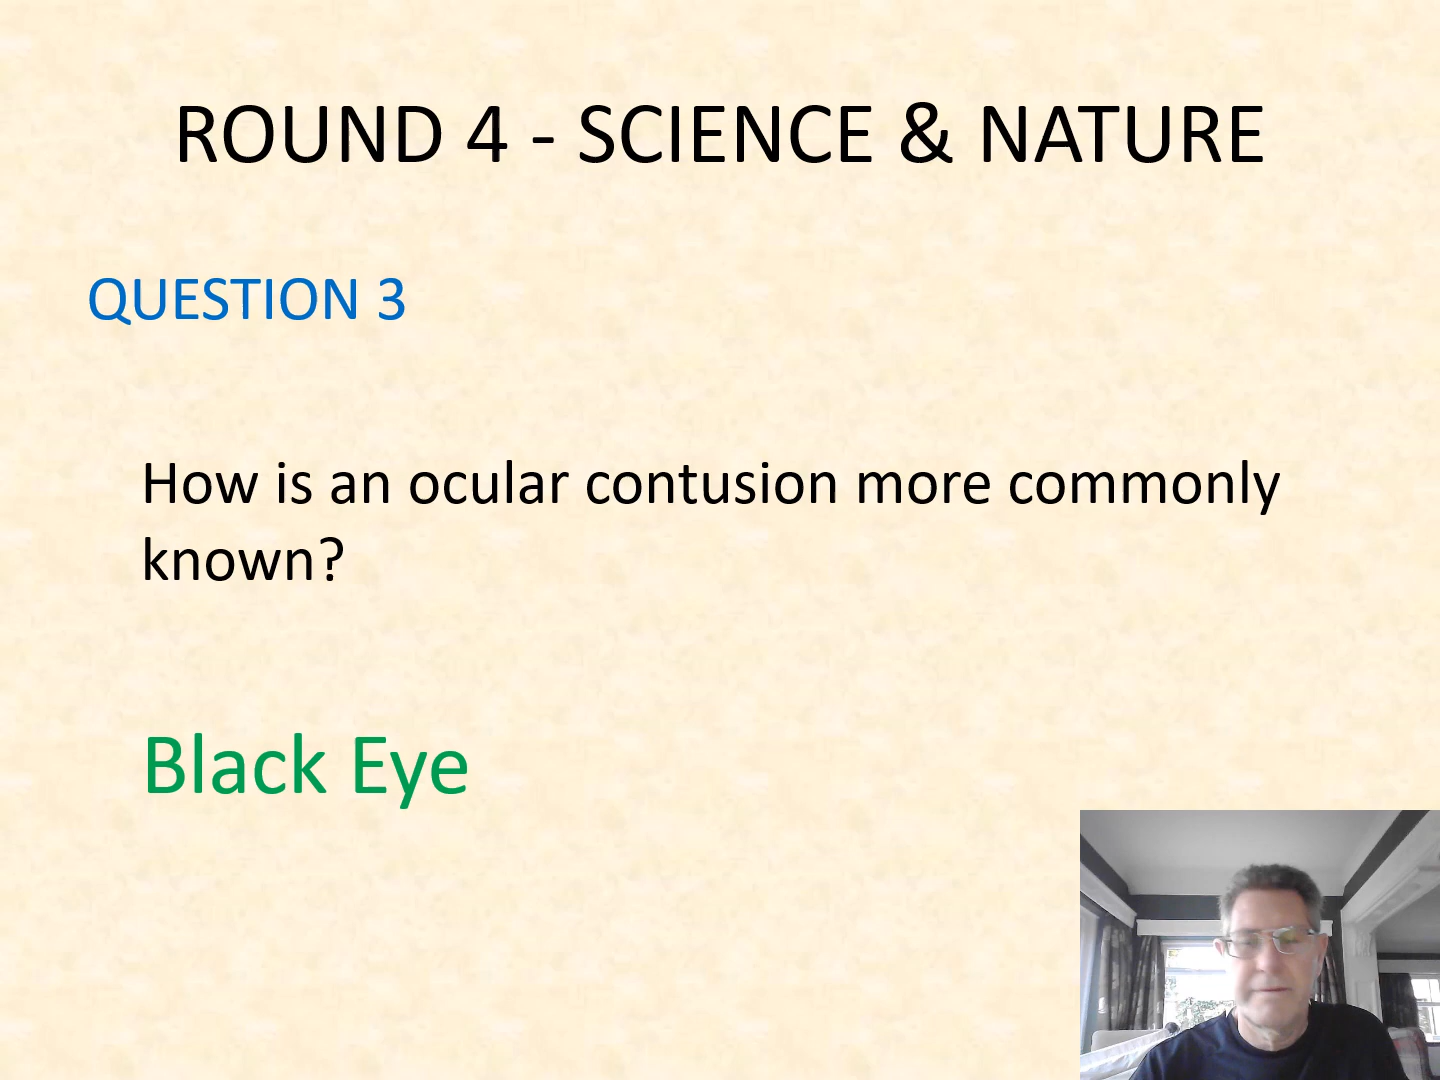 ROUND 4 - SCIENCE & NATURE
QUESTION 3
How is an ocular contusion more commonly
known?
Black Eye